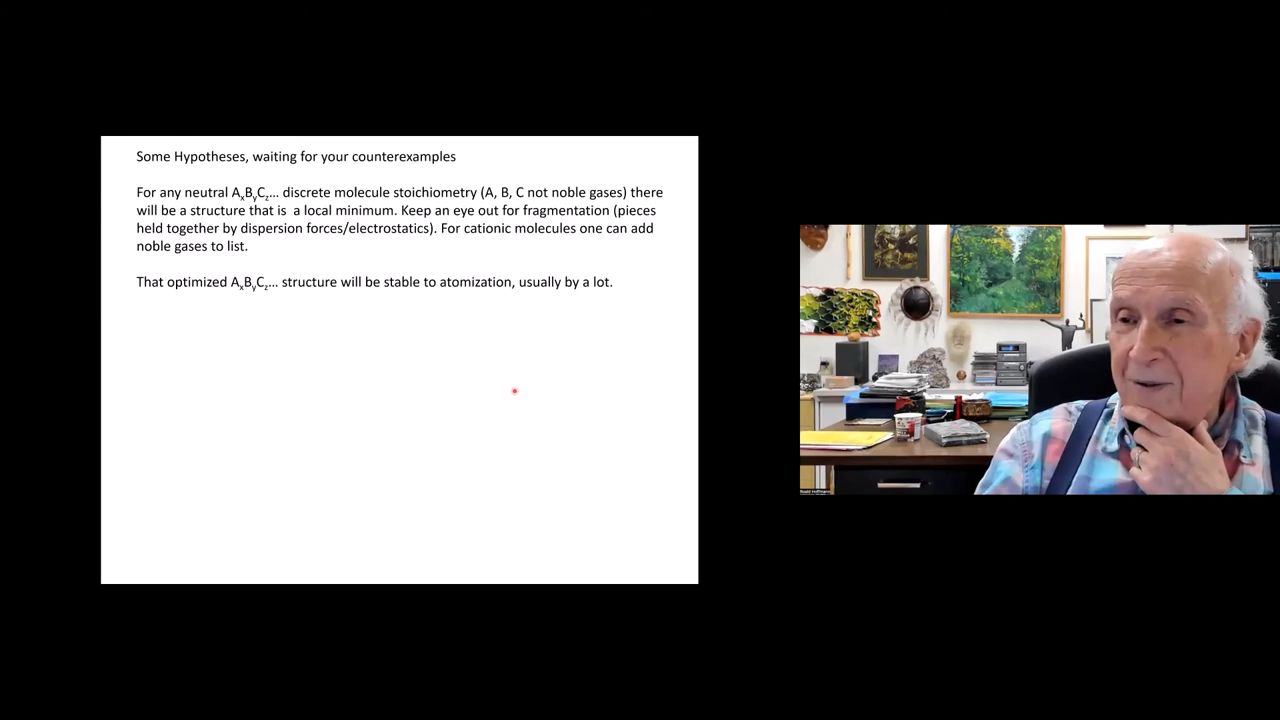 Some Hypotheses, waiting for your counterexamples
For any neutral AxByCz... discrete molecule stoichiometry (A, B, C not noble gases) there
will be a structure that is a local minimum. Keep an eye out for fragmentation (pieces
held together by dispersion forces/electrostatics). For cationic molecules one can add
noble gases to list.
That optimized AxByCz... structure will be stable to atomization, usually by a lot.
Roald Hoffmann